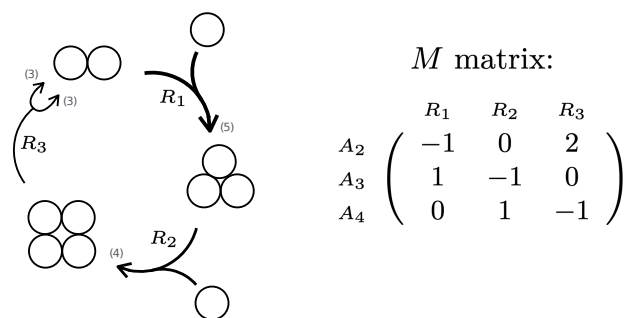 (3)
(3)
R₁
(5)
R₃
R₂
(4)
M matrix:
R₁ R₂ R₃
A₂ −1 0 2
A₃ 1 −1 0
A₄ 0 1 −1